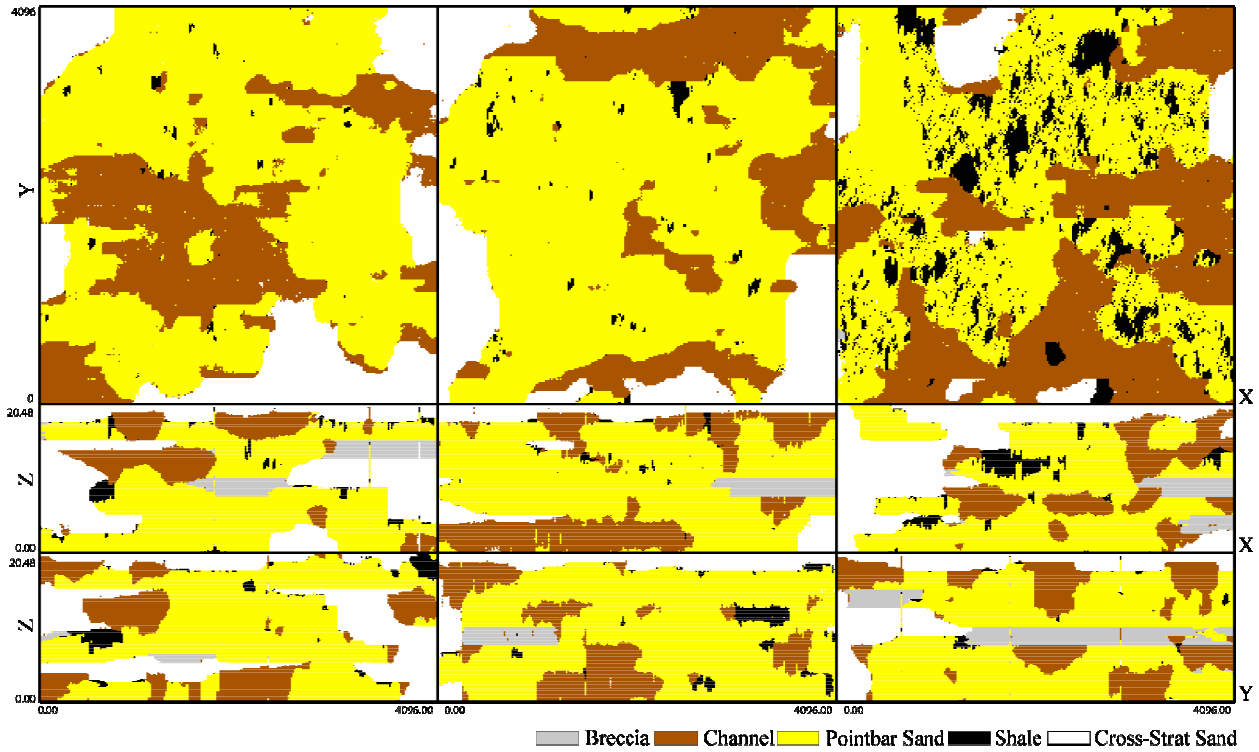 4096
Y
0
X
20.48
Z
0.00
X
20.48
Z
0.00
Y
0.00 4096.00 0.00 4096.00 0.00 4096.00
Breccia Channel Pointbar Sand Shale Cross-Strat Sand